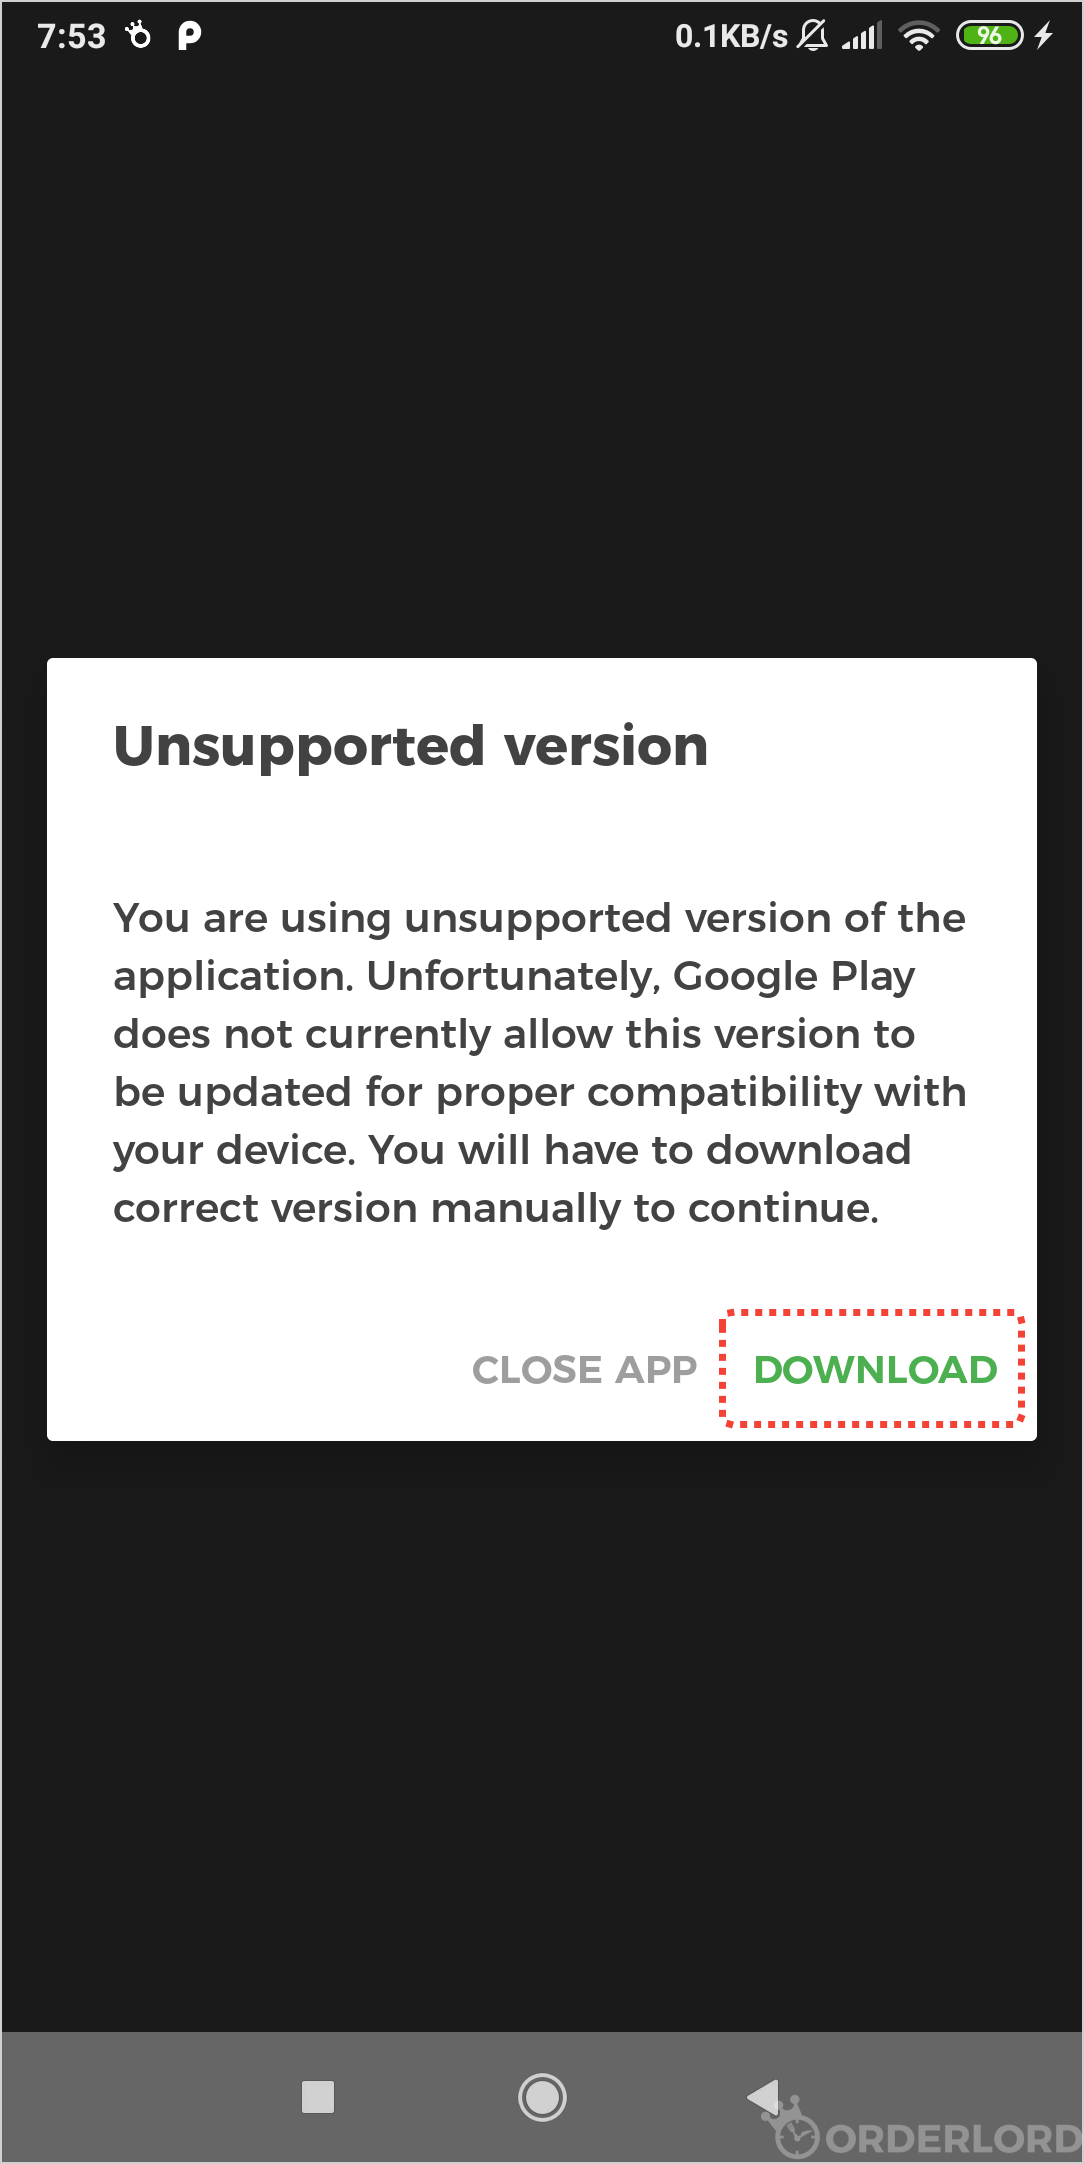 7:53 0.1KB/s 96
Unsupported version
You are using unsupported version of the
application. Unfortunately, Google Play
does not currently allow this version to
be updated for proper compatibility with
your device. You will have to download
correct version manually to continue.
CLOSE APP DOWNLOAD
ORDERLORD